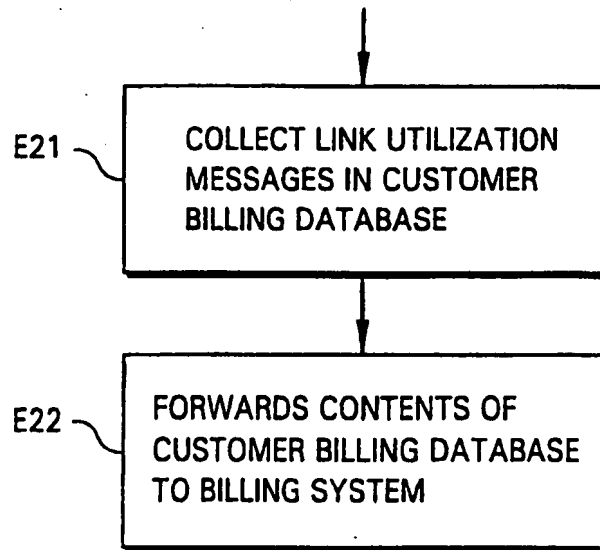 E21
COLLECT LINK UTILIZATION
MESSAGES IN CUSTOMER
BILLING DATABASE
E22
FORWARDS CONTENTS OF
CUSTOMER BILLING DATABASE
TO BILLING SYSTEM